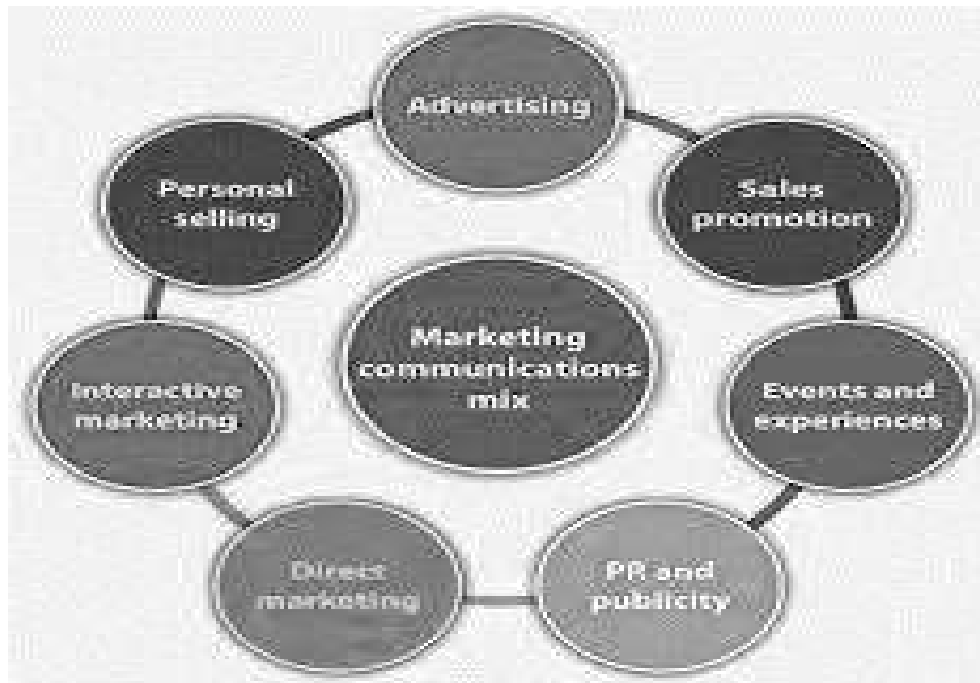 Advertising
Sales
promotion
Events and
experiences
PR and
publicity
Direct
marketing
Interactive
marketing
Personal
selling
Marketing
communications
mix